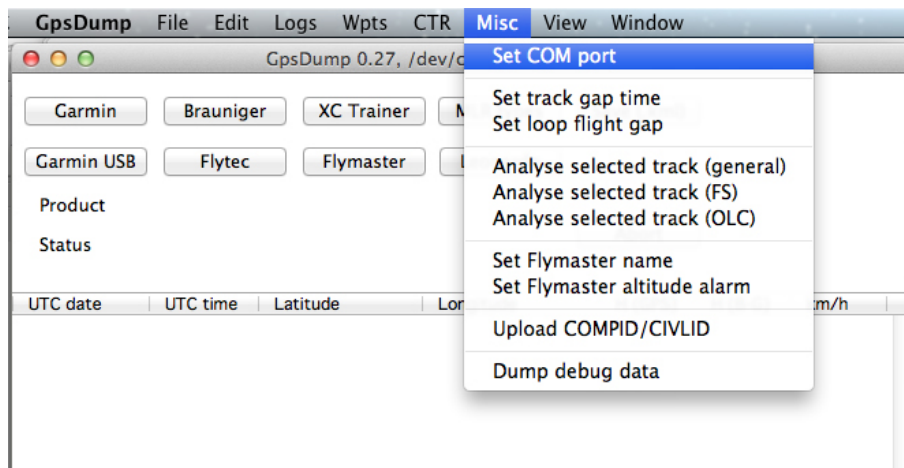 GpsDump File Edit Logs Wpts CTR Misc View Window
GpsDump 0.27, /dev/c
Set COM port
Garmin Brauniger XC Trainer
Set track gap time
Set loop flight gap
Garmin USB Flytec Flymaster
Analyse selected track (general)
Analyse selected track (FS)
Analyse selected track (OLC)
Product
Status
Set Flymaster name
Set Flymaster altitude alarm
UTC date UTC time Latitude km/h
Upload COMPID/CIVLID
Dump debug data